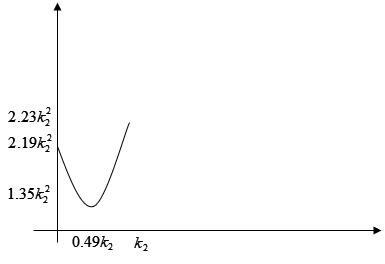 2.23k₂²
2.19k₂²
1.35k₂²
0.49k₂ k₂